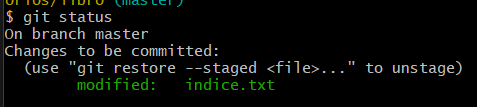 (master)
$ git status
On branch master
Changes to be committed:
  (use "git restore --staged <file>..." to unstage)
        modified:   indice.txt